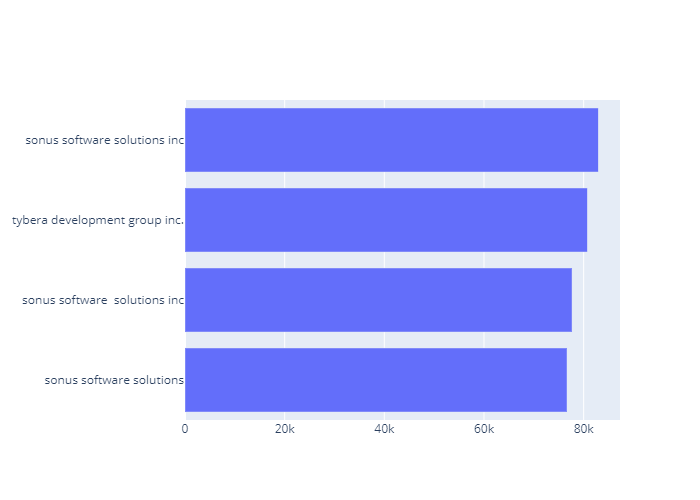 sonus software solutions inc
tybera development group inc.
sonus software  solutions inc
sonus software solutions
0 20k 40k 60k 80k